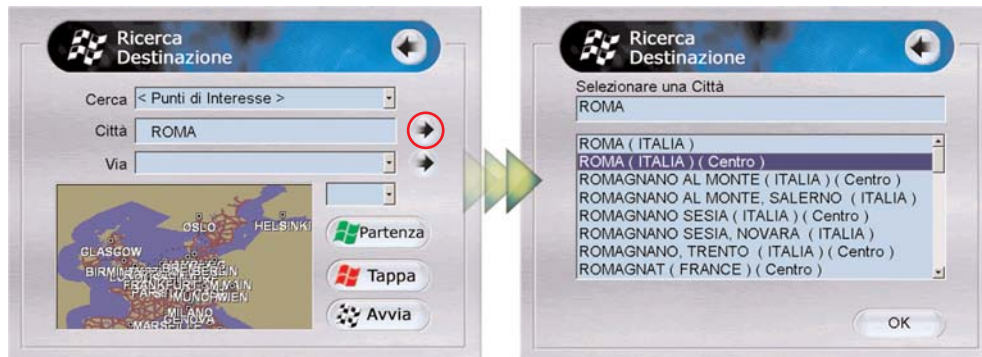 Ricerca
Destinazione
Cerca < Punti di Interesse >
Città ROMA
Via
OSLO
HELSINKI
GLASGOW
MILANO
GENOVA
Partenza
Tappa
Avvia
Ricerca
Destinazione
Selezionare una Città
ROMA
ROMA ( ITALIA )
ROMA ( ITALIA ) ( Centro )
ROMAGNANO AL MONTE ( ITALIA ) ( Centro )
ROMAGNANO AL MONTE, SALERNO ( ITALIA )
ROMAGNANO SESIA ( ITALIA ) ( Centro )
ROMAGNANO SESIA, NOVARA ( ITALIA )
ROMAGNANO, TRENTO ( ITALIA ) ( Centro )
ROMAGNAT ( FRANCE ) ( Centro )
OK